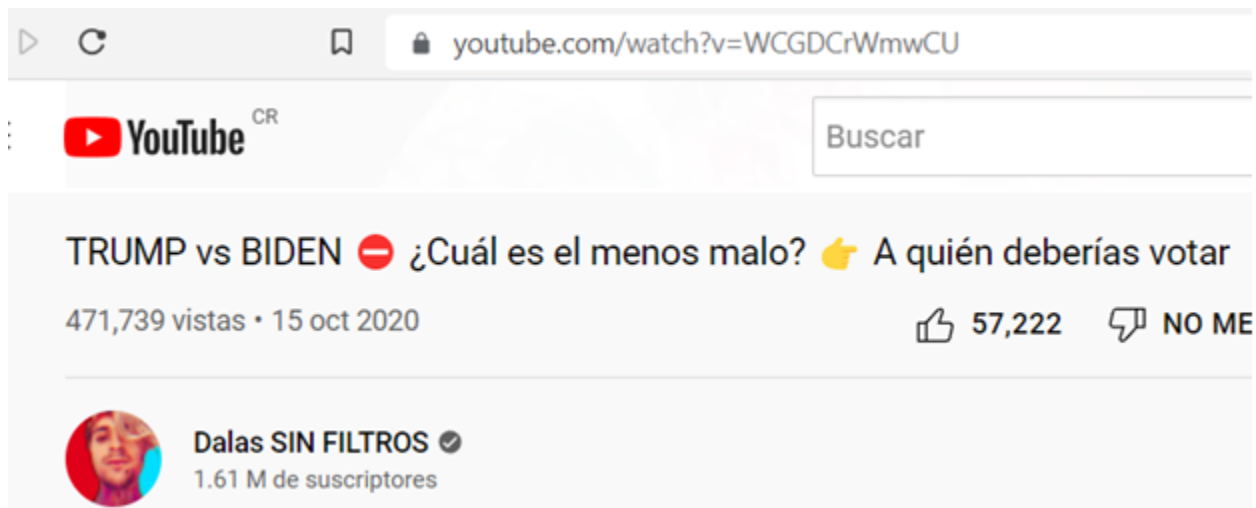 youtube.com/watch?v=WCGDCrWmwCU
YouTube CR
Buscar
TRUMP vs BIDEN ⛔ ¿Cuál es el menos malo? 👉 A quién deberías votar
471,739 vistas • 15 oct 2020
57,222 NO ME
Dalas SIN FILTROS
1.61 M de suscriptores